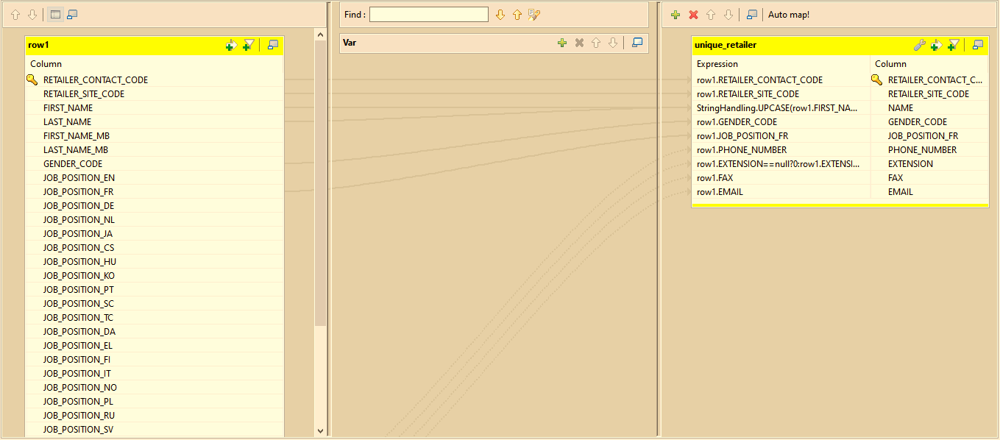 Find :
Auto map!
row1
Column
RETAILER_CONTACT_CODE
RETAILER_SITE_CODE
FIRST_NAME
LAST_NAME
FIRST_NAME_MB
LAST_NAME_MB
GENDER_CODE
JOB_POSITION_EN
JOB_POSITION_FR
JOB_POSITION_DE
JOB_POSITION_NL
JOB_POSITION_JA
JOB_POSITION_CS
JOB_POSITION_HU
JOB_POSITION_KO
JOB_POSITION_PT
JOB_POSITION_SC
JOB_POSITION_TC
JOB_POSITION_DA
JOB_POSITION_EL
JOB_POSITION_FI
JOB_POSITION_IT
JOB_POSITION_NO
JOB_POSITION_PL
JOB_POSITION_RU
JOB_POSITION_SV
Var
unique_retailer
Expression Column
row1.RETAILER_CONTACT_CODE RETAILER_CONTACT_C...
row1.RETAILER_SITE_CODE RETAILER_SITE_CODE
StringHandling.UPCASE(row1.FIRST_NA... NAME
row1.GENDER_CODE GENDER_CODE
row1.JOB_POSITION_FR JOB_POSITION_FR
row1.PHONE_NUMBER PHONE_NUMBER
row1.EXTENSION==null?0:row1.EXTENSI... EXTENSION
row1.FAX FAX
row1.EMAIL EMAIL